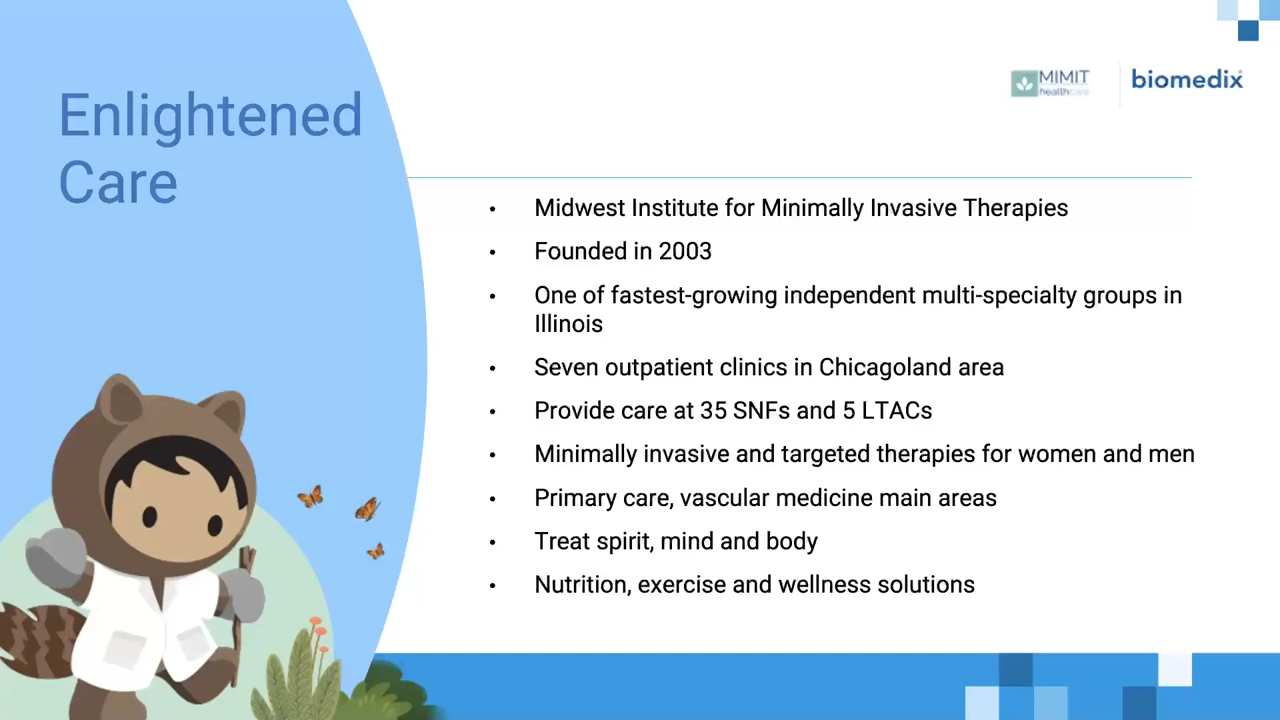 Enlightened
Care
MIMIT
healthcare
biomedix
• Midwest Institute for Minimally Invasive Therapies
• Founded in 2003
• One of fastest-growing independent multi-specialty groups in
Illinois
• Seven outpatient clinics in Chicagoland area
• Provide care at 35 SNFs and 5 LTACs
• Minimally invasive and targeted therapies for women and men
• Primary care, vascular medicine main areas
• Treat spirit, mind and body
• Nutrition, exercise and wellness solutions